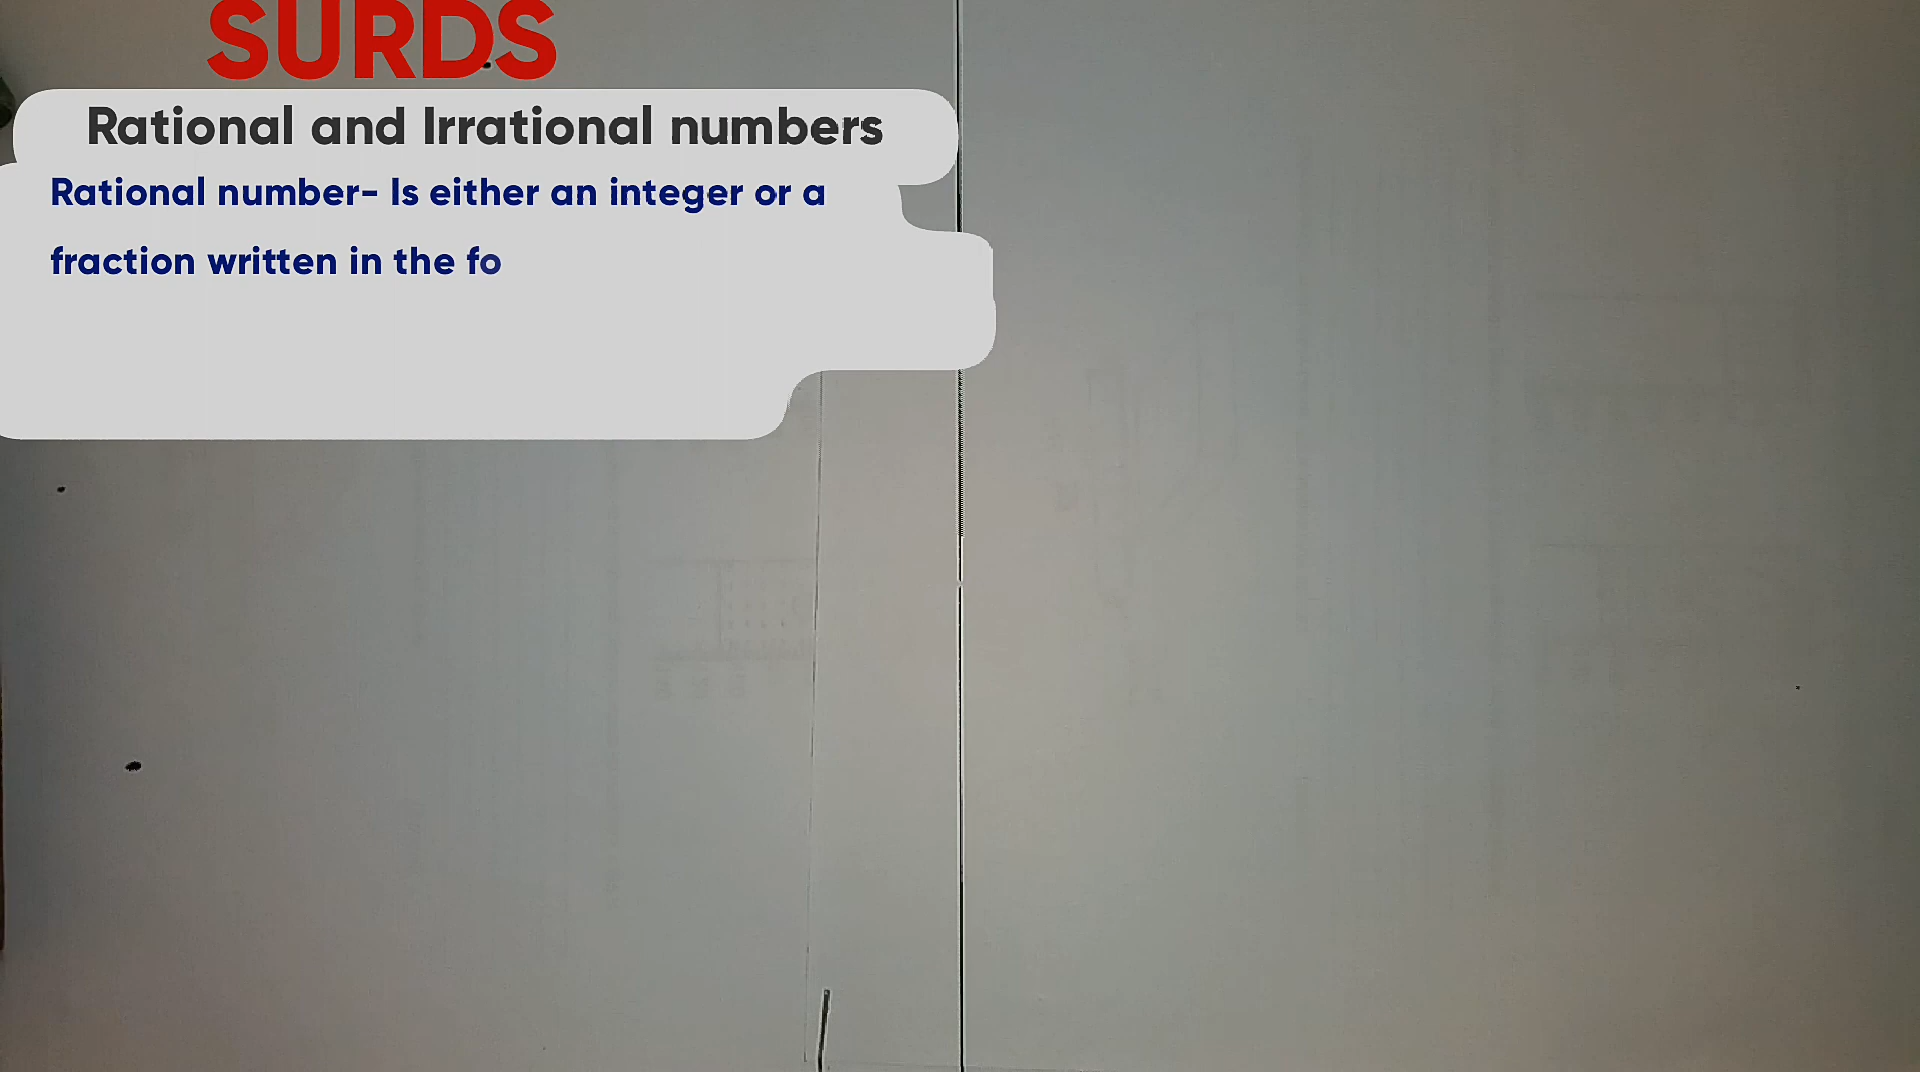 SURDS
Rational and Irrational numbers
Rational number- Is either an integer or a
fraction written in the fo